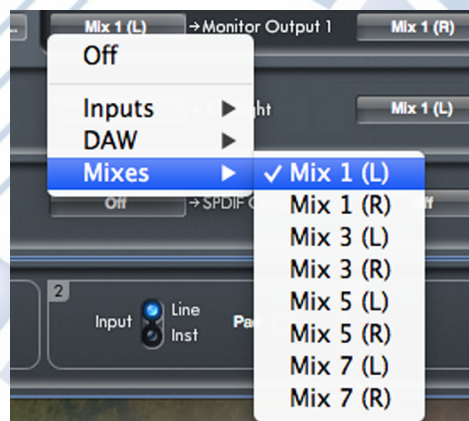 Mix 1 (L) → Monitor Output 1 Mix 1 (R)
Off
Inputs ▶
ht Mix 1 (L)
DAW ▶
Mixes ▶ ✓ Mix 1 (L)
Mix 1 (R)
Off → SPDIF
Mix 3 (L)
Mix 3 (R)
2
Mix 5 (L)
Input Line
Inst
Mix 5 (R)
Mix 7 (L)
Mix 7 (R)